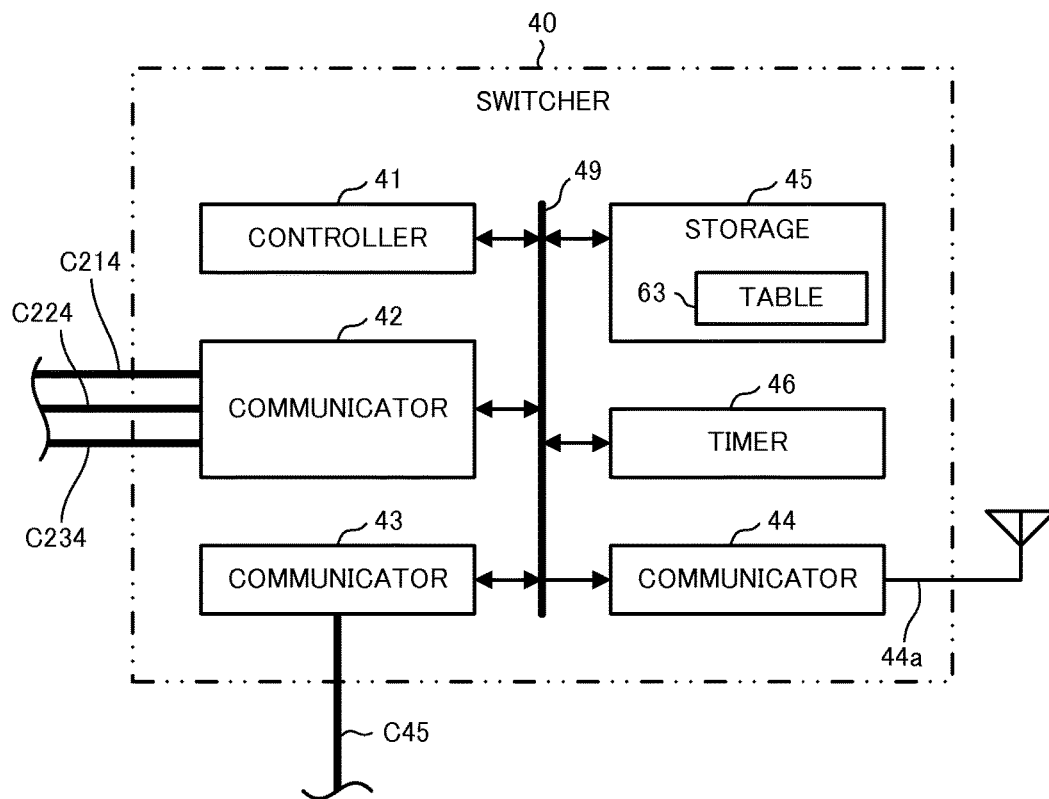 40
SWITCHER
41
CONTROLLER
49
45
STORAGE
63
TABLE
C214
C224
42
COMMUNICATOR
46
TIMER
C234
43
COMMUNICATOR
44
COMMUNICATOR
44a
C45